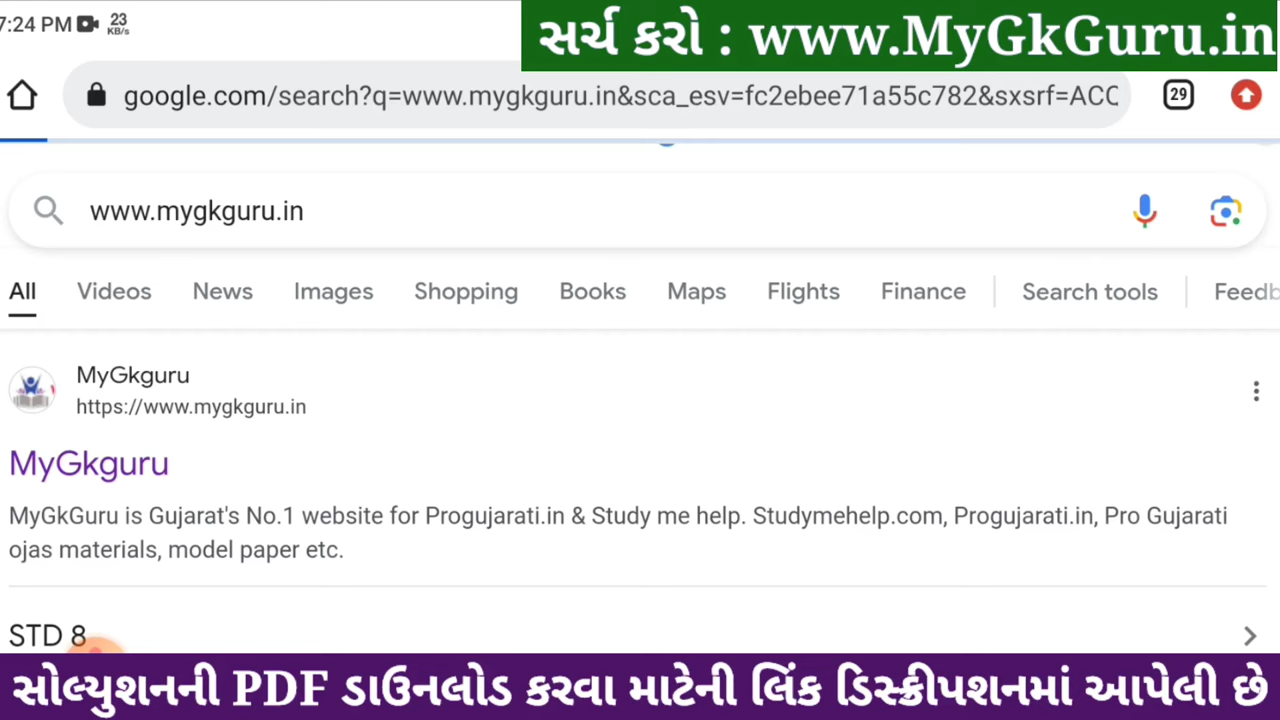 7:24 PM 23 KB/s
સર્ચ કરો : www.MyGkGuru.in
google.com/search?q=www.mygkguru.in&sca_esv=fc2ebee71a55c782&sxsrf=ACC
29
www.mygkguru.in
All Videos News Images Shopping Books Maps Flights Finance Search tools Feedb
MyGkguru
https://www.mygkguru.in
MyGkguru
MyGkGuru is Gujarat's No.1 website for Progujarati.in & Study me help. Studymehelp.com, Progujarati.in, Pro Gujarati
ojas materials, model paper etc.
STD 8
સોલ્યુશનની PDF ડાઉનલોડ કરવા માટેની લિંક ડિસ્ક્રીપશનમાં આપેલી છે